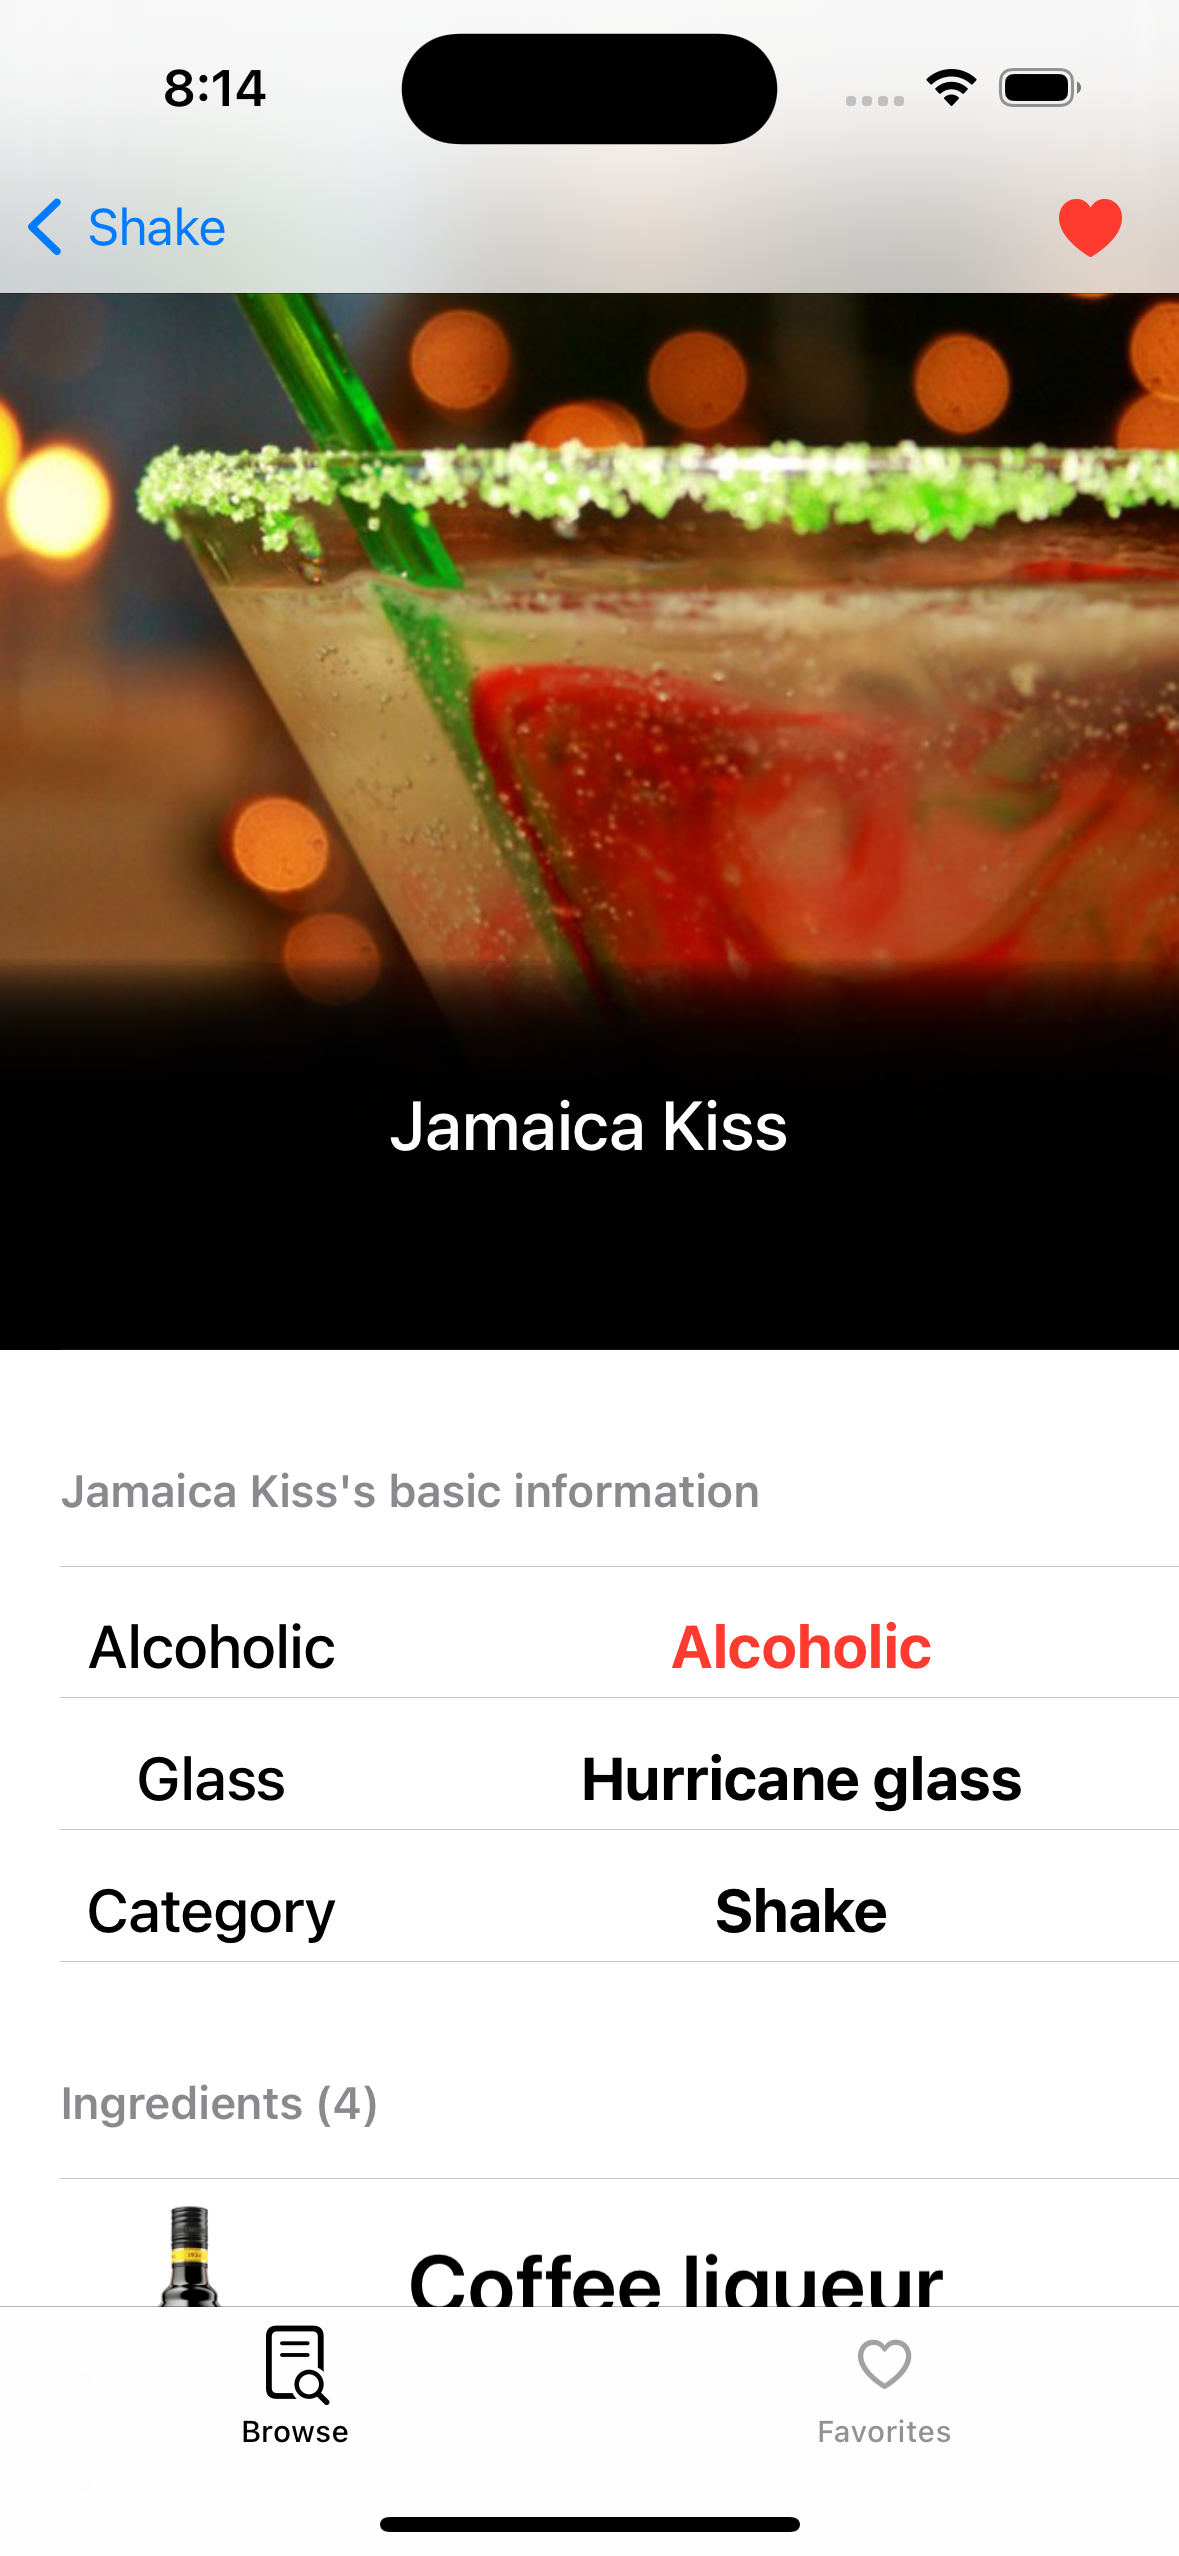 8:14
Shake
Jamaica Kiss
Jamaica Kiss's basic information
Alcoholic Alcoholic
Glass Hurricane glass
Category Shake
Ingredients (4)
Coffee liqueur
Browse Favorites